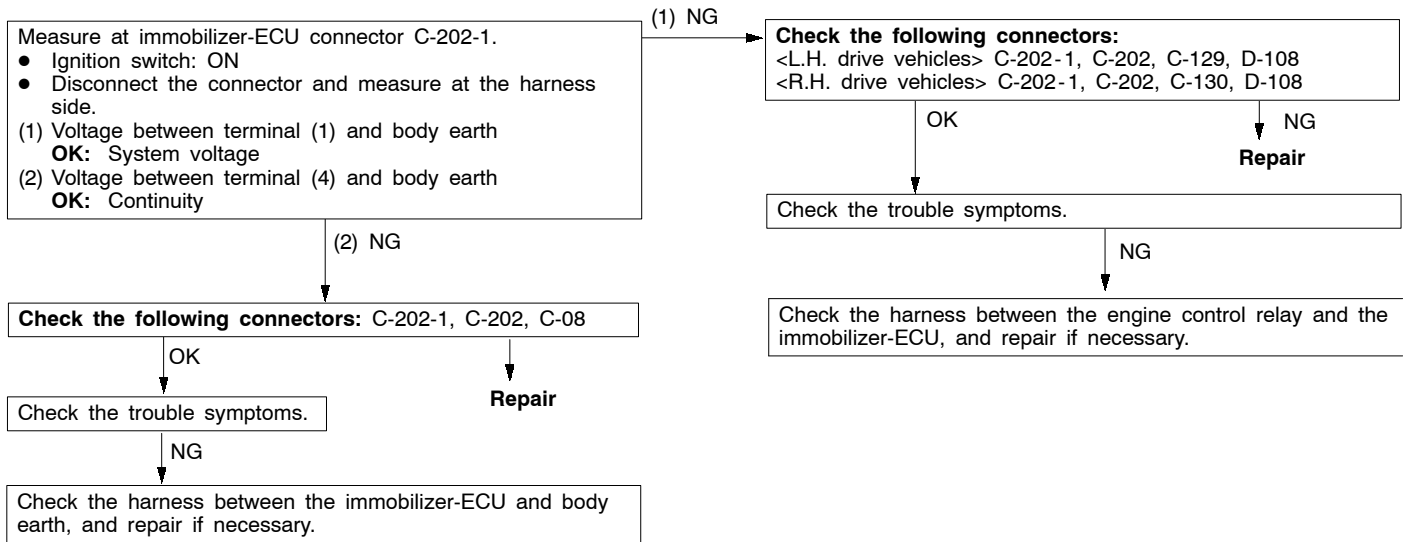 Measure at immobilizer-ECU connector C-202-1.
● Ignition switch: ON
● Disconnect the connector and measure at the harness
side.
(1) Voltage between terminal (1) and body earth
OK: System voltage
(2) Voltage between terminal (4) and body earth
OK: Continuity
(1) NG
Check the following connectors:
<L.H. drive vehicles> C-202-1, C-202, C-129, D-108
<R.H. drive vehicles> C-202-1, C-202, C-130, D-108
OK
NG
Repair
Check the trouble symptoms.
NG
Check the harness between the engine control relay and the
immobilizer-ECU, and repair if necessary.
(2) NG
Check the following connectors: C-202-1, C-202, C-08
OK
Repair
Check the trouble symptoms.
NG
Check the harness between the immobilizer-ECU and body
earth, and repair if necessary.